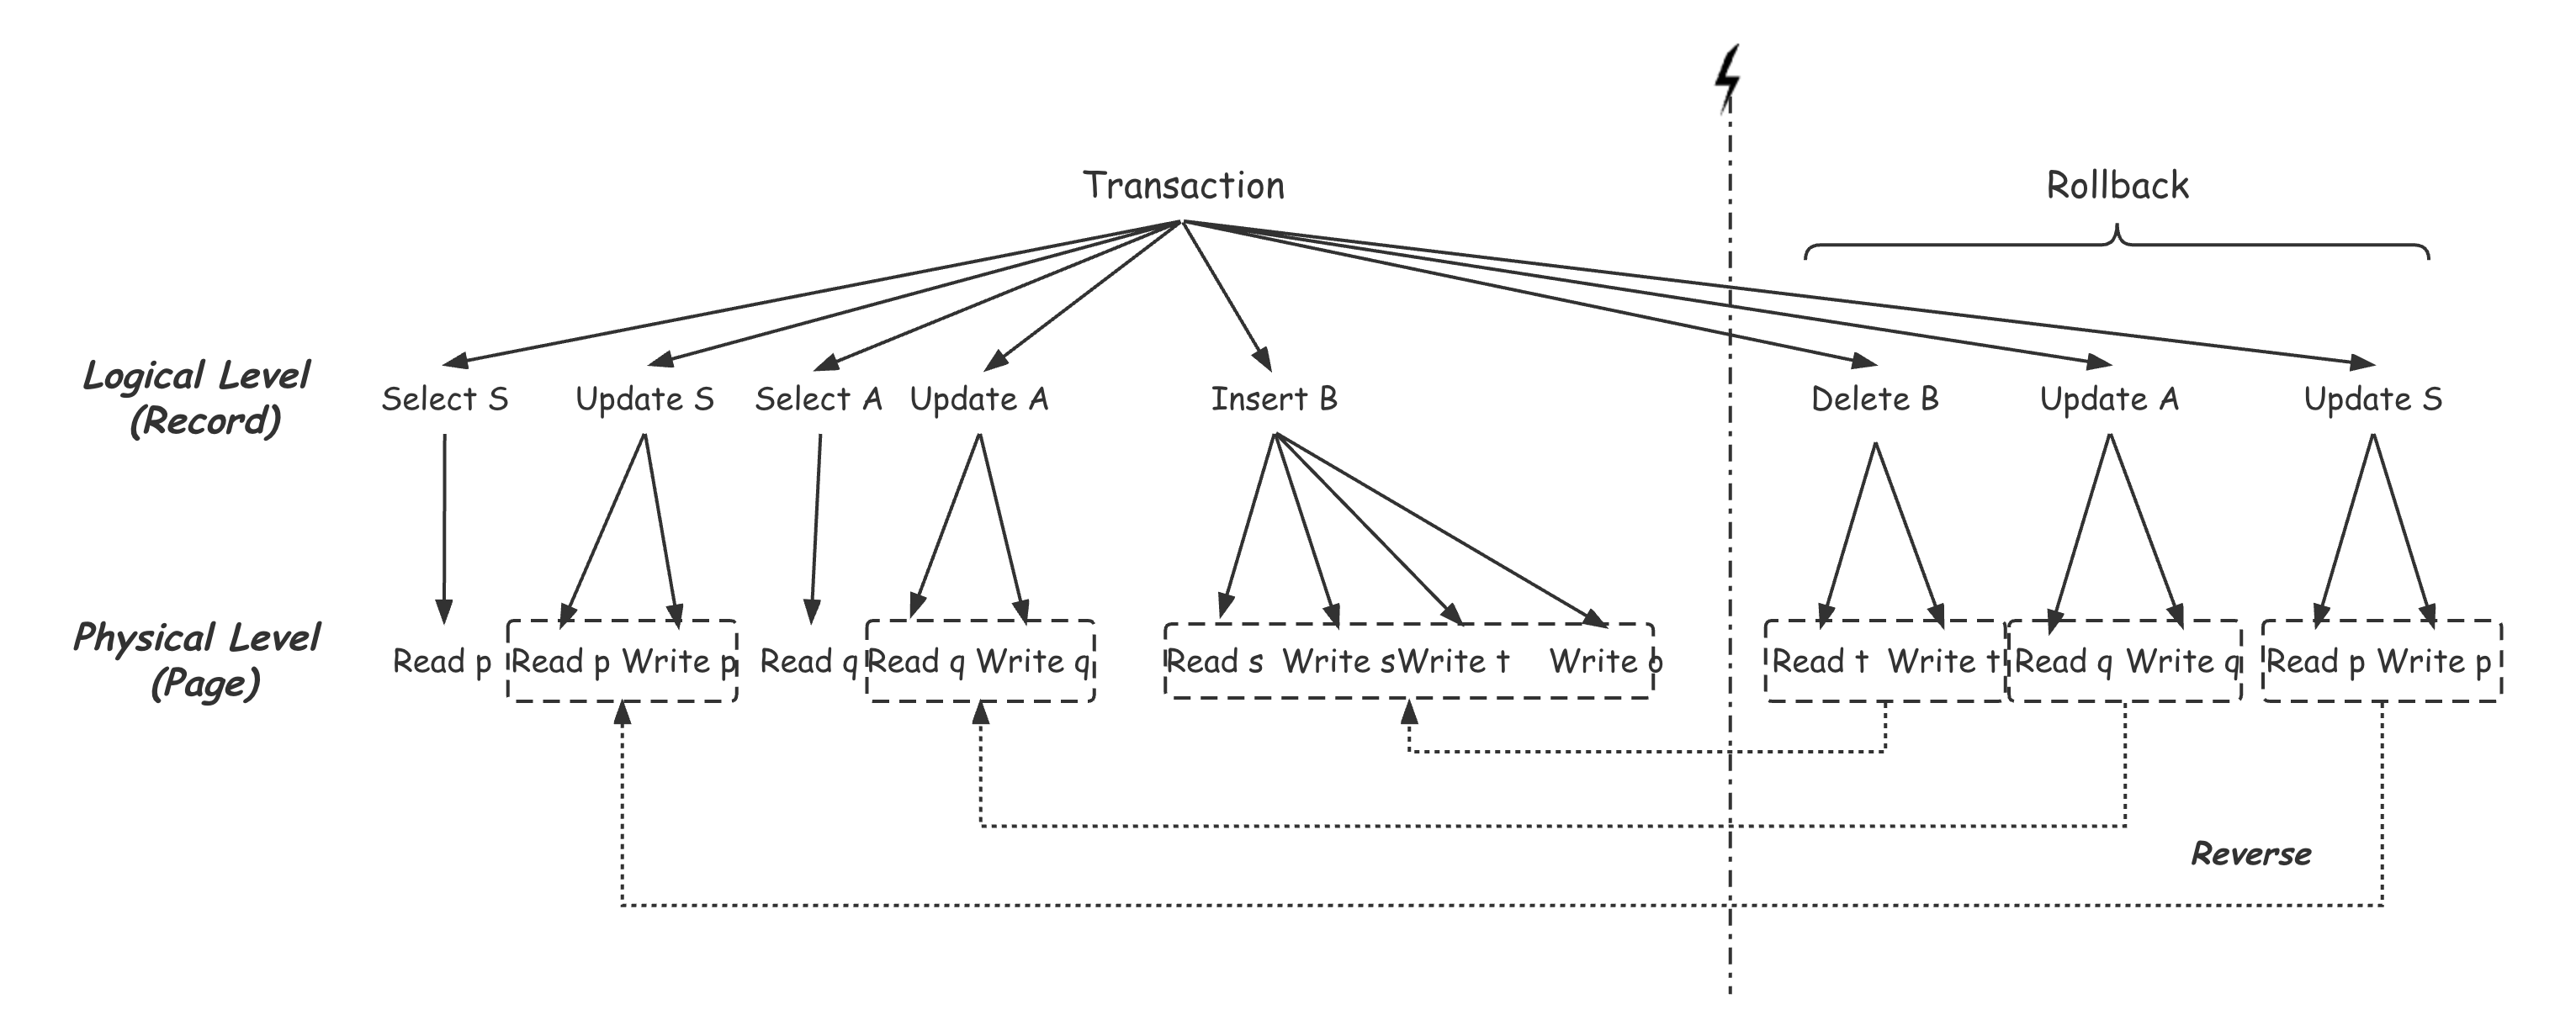 Transaction
Rollback
Logical Level
(Record)
Select S
Update S
Select A
Update A
Insert B
Delete B
Update A
Update S
Physical Level
(Page)
Read p
Read p Write p
Read q
Read q Write q
Read s Write s Write t Write o
Read t Write t
Read q Write q
Read p Write p
Reverse